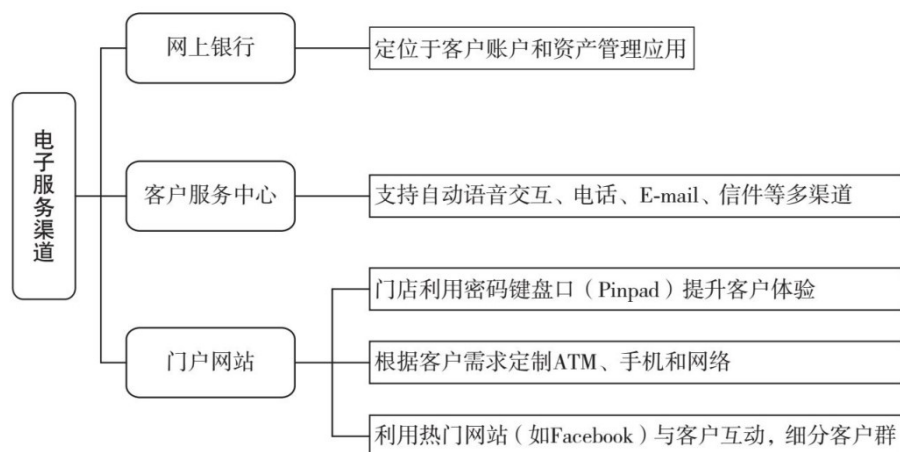 电子服务渠道
网上银行
定位于客户账户和资产管理应用
客户服务中心
支持自动语音交互、电话、E-mail、信件等多渠道
门户网站
门店利用密码键盘口（Pinpad）提升客户体验
根据客户需求定制ATM、手机和网络
利用热门网站（如Facebook）与客户互动，细分客户群